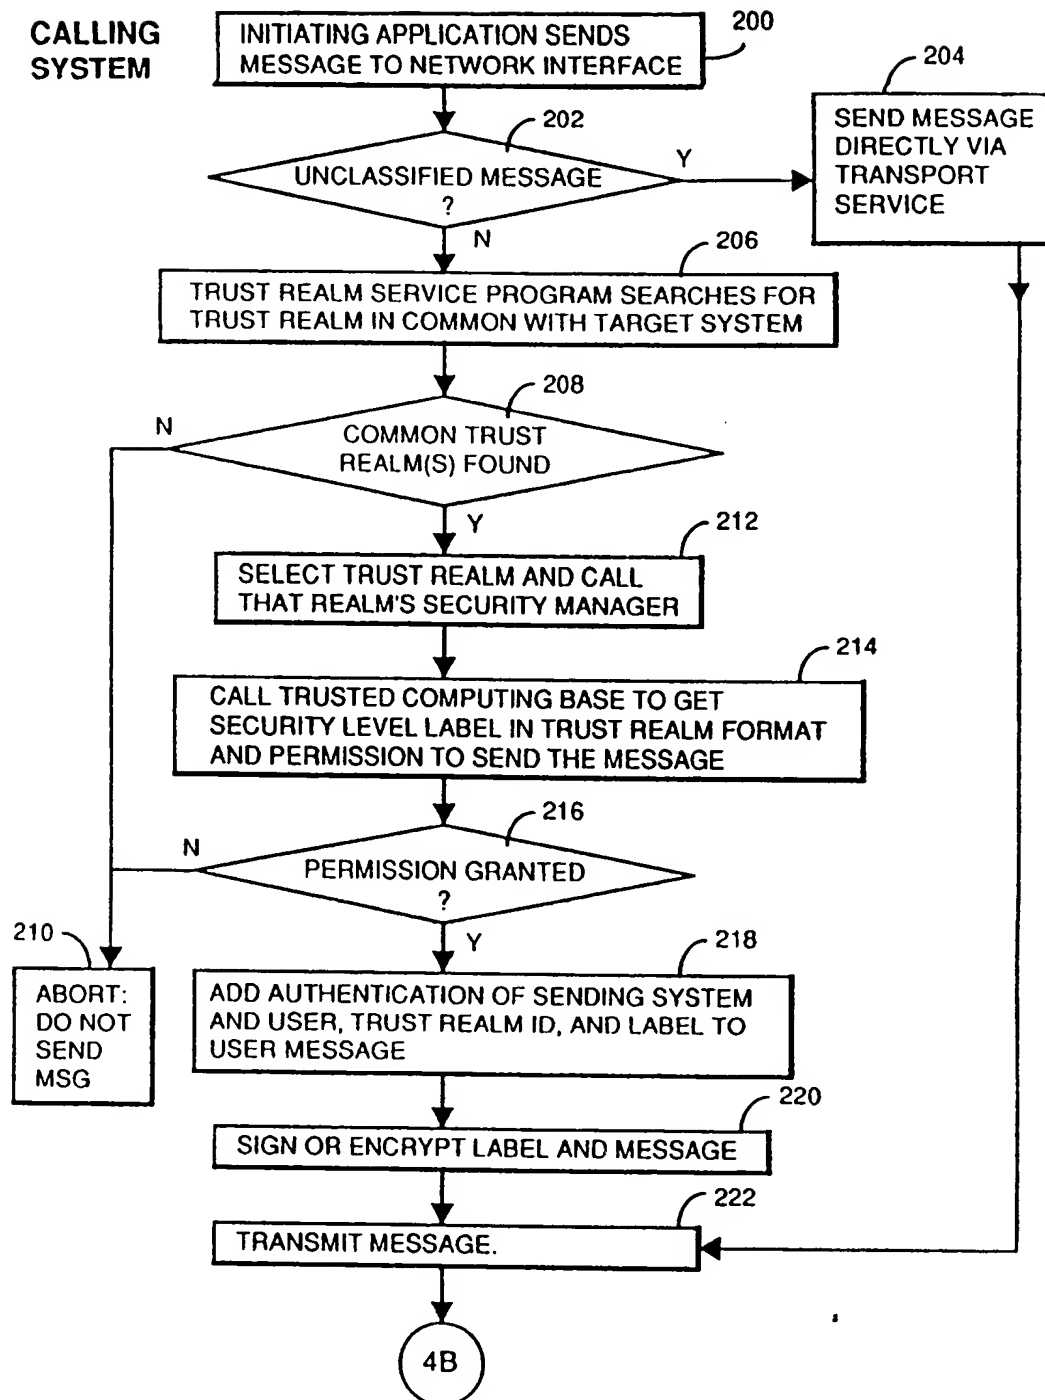 CALLING
SYSTEM
INITIATING APPLICATION SENDS
MESSAGE TO NETWORK INTERFACE
200
202
UNCLASSIFIED MESSAGE
?
Y
N
204
SEND MESSAGE
DIRECTLY VIA
TRANSPORT
SERVICE
206
TRUST REALM SERVICE PROGRAM SEARCHES FOR
TRUST REALM IN COMMON WITH TARGET SYSTEM
208
N
COMMON TRUST
REALM(S) FOUND
Y
212
SELECT TRUST REALM AND CALL
THAT REALM'S SECURITY MANAGER
214
CALL TRUSTED COMPUTING BASE TO GET
SECURITY LEVEL LABEL IN TRUST REALM FORMAT
AND PERMISSION TO SEND THE MESSAGE
216
N
PERMISSION GRANTED
?
Y
210
ABORT:
DO NOT
SEND
MSG
218
ADD AUTHENTICATION OF SENDING SYSTEM
AND USER, TRUST REALM ID, AND LABEL TO
USER MESSAGE
220
SIGN OR ENCRYPT LABEL AND MESSAGE
222
TRANSMIT MESSAGE.
4B